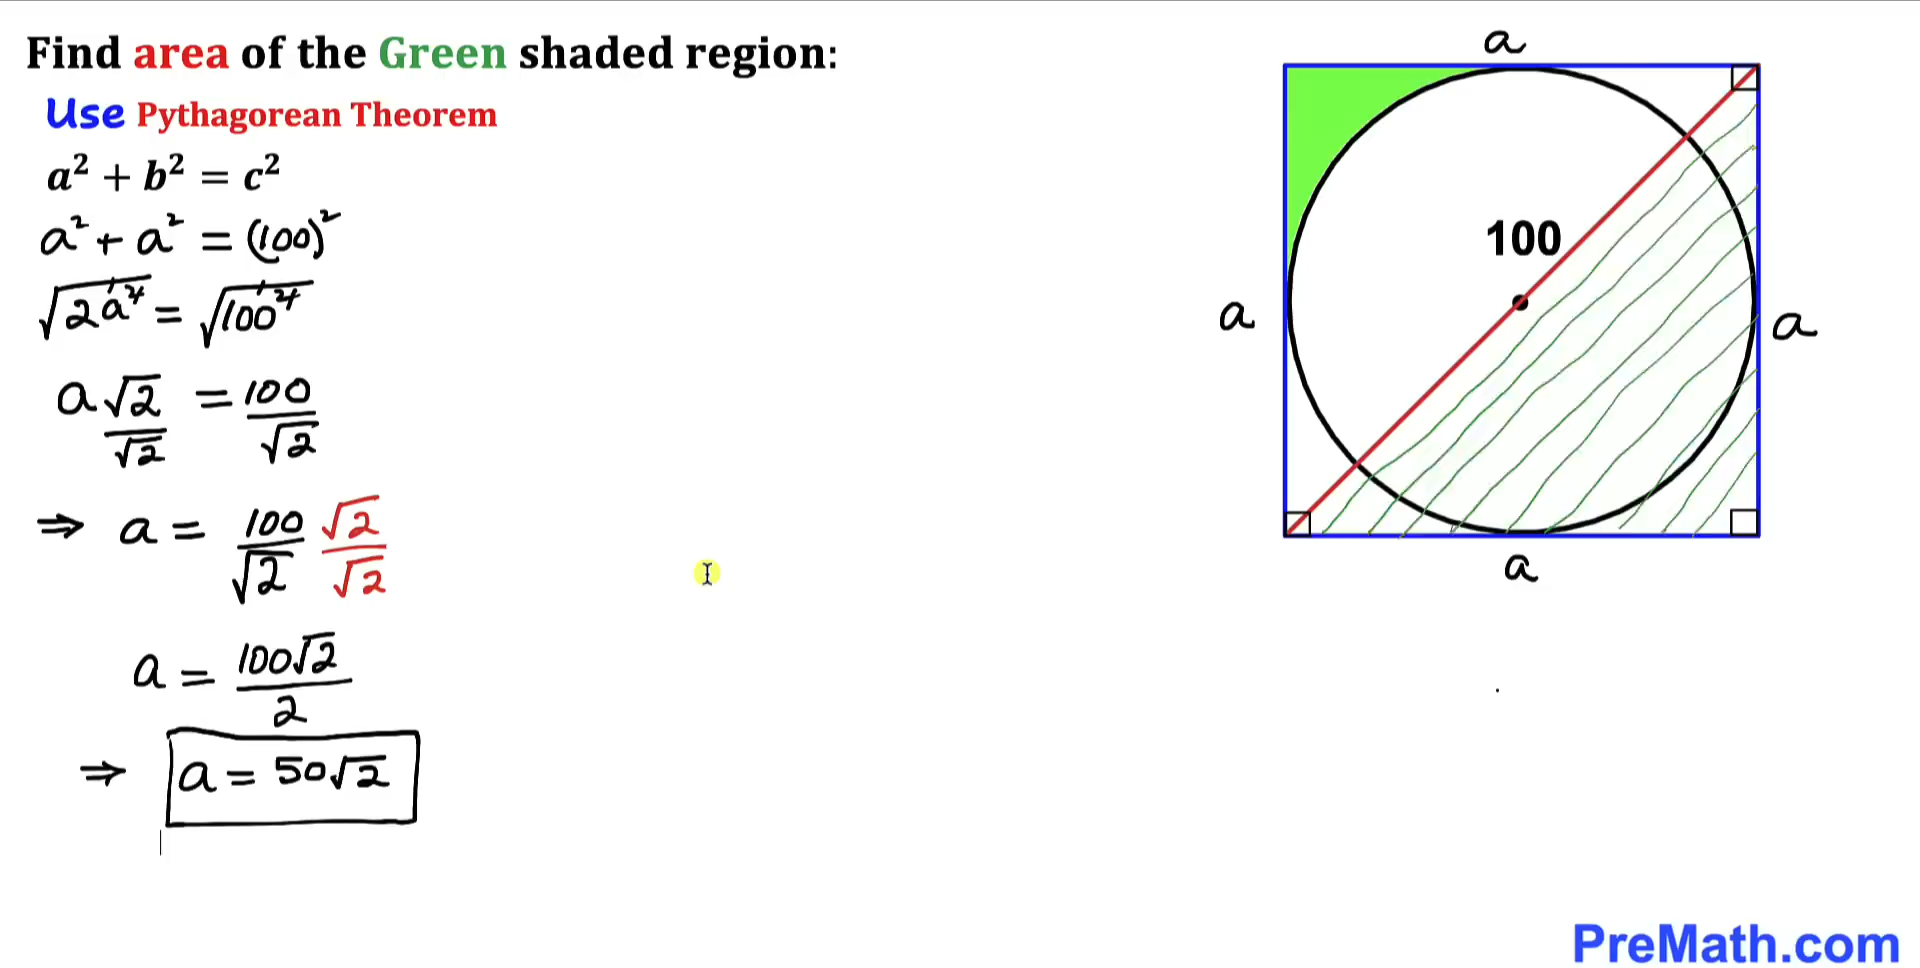 Find area of the Green shaded region:
Use Pythagorean Theorem
a² + b² = c²
a² + a² = (100)²
√2a² = √100²
a√2/√2 = 100/√2
⇒ a = 100/√2 √2/√2
a = 100√2/2
⇒ a = 50√2
a
100
a
a
a
PreMath.com